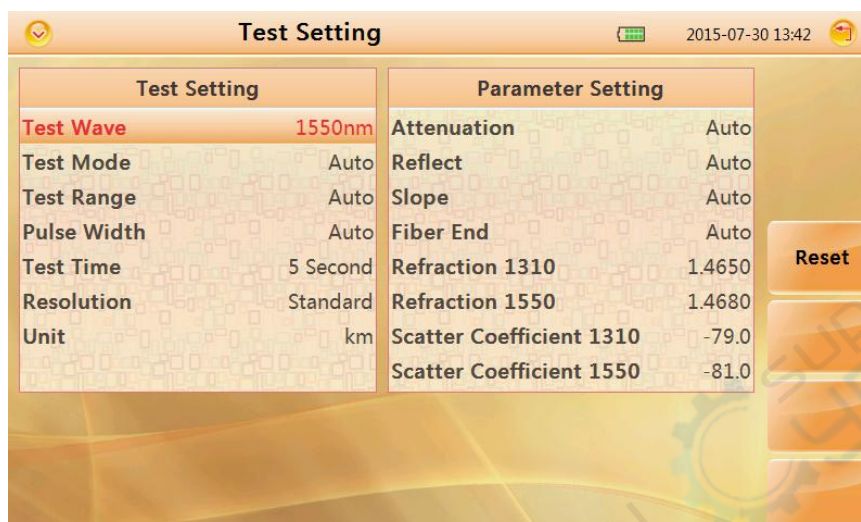 Test Setting
2015-07-30 13:42
Test Setting
Test Wave 1550nm
Test Mode Auto
Test Range Auto
Pulse Width Auto
Test Time 5 Second
Resolution Standard
Unit km
Parameter Setting
Attenuation Auto
Reflect Auto
Slope Auto
Fiber End Auto
Refraction 1310 1.4650
Refraction 1550 1.4680
Scatter Coefficient 1310 -79.0
Scatter Coefficient 1550 -81.0
Reset